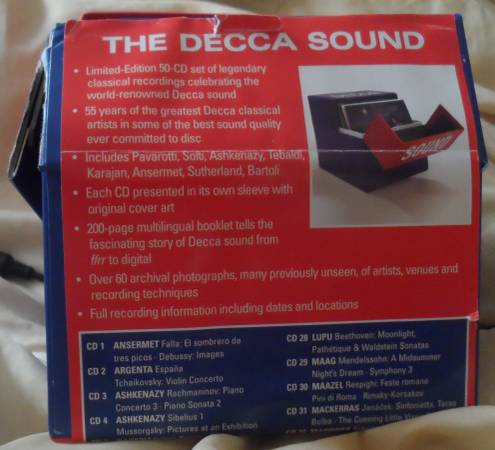 THE DECCA SOUND
• Limited-Edition 50-CD set of legendary
classical recordings celebrating the
world-renowned Decca sound
• 55 years of the greatest Decca classical
artists in some of the best sound quality
ever committed to disc
• Includes Pavarotti, Solti, Ashkenazy, Tebaldi,
Karajan, Ansermet, Sutherland, Bartoli
• Each CD presented in its own sleeve with
original cover art
• 200-page multilingual booklet tells the
fascinating story of Decca sound from
ffrr to digital
• Over 60 archival photographs, many previously unseen, of artists, venues and
recording techniques
• Full recording information including dates and locations
SOUND
CD 1 ANSERMET Falla: El sombrero de
tres picos · Debussy: Images
CD 2 ARGENTA España
Tchaikovsky: Violin Concerto
CD 3 ASHKENAZY Rachmaninov: Piano
Concerto 3 · Piano Sonata 2
CD 4 ASHKENAZY Sibelius 1
Mussorgsky: Pictures at an Exhibition
CD 28 LUPU Beethoven: Moonlight,
Pathétique & Waldstein Sonatas
CD 29 MAAG Mendelssohn: A Midsummer
Night's Dream · Symphony 3
CD 30 MAAZEL Respighi: Feste romane
Pini di Roma · Rimsky-Korsakov
CD 31 MACKERRAS Janáček: Sinfonietta, Taras
Bulba · The Cunning Little